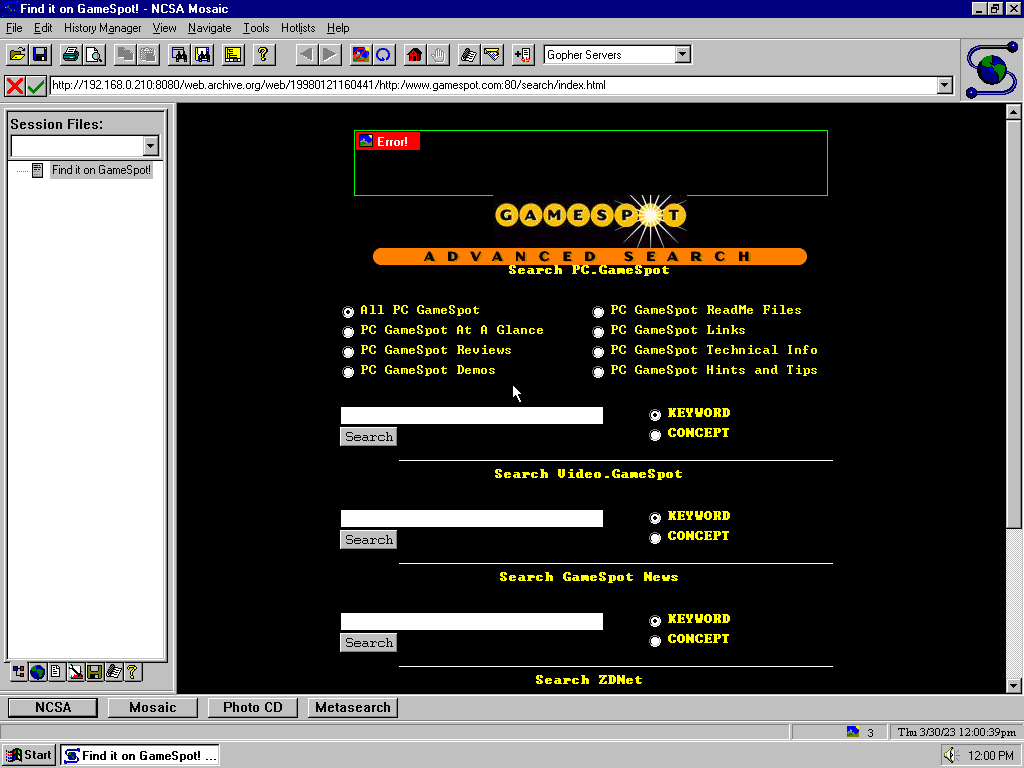 Find it on GameSpot! - NCSA Mosaic
File Edit History Manager View Navigate Tools Hotlists Help
Gopher Servers
http://192.168.0.210:8080/web.archive.org/web/19980121160441/http:/www.gamespot.com:80/search/index.html
Session Files:
Find it on GameSpot!
Error!
GAMESPOT
ADVANCED SEARCH
Search PC.GameSpot
All PC GameSpot PC GameSpot ReadMe Files
PC GameSpot At A Glance PC GameSpot Links
PC GameSpot Reviews PC GameSpot Technical Info
PC GameSpot Demos PC GameSpot Hints and Tips
KEYWORD
Search CONCEPT
Search Video.GameSpot
KEYWORD
Search CONCEPT
Search GameSpot News
KEYWORD
Search CONCEPT
Search ZDNet
NCSA Mosaic Photo CD Metasearch
3 Thu 3/30/23 12:00:39pm
Start Find it on GameSpot! ... 12:00 PM